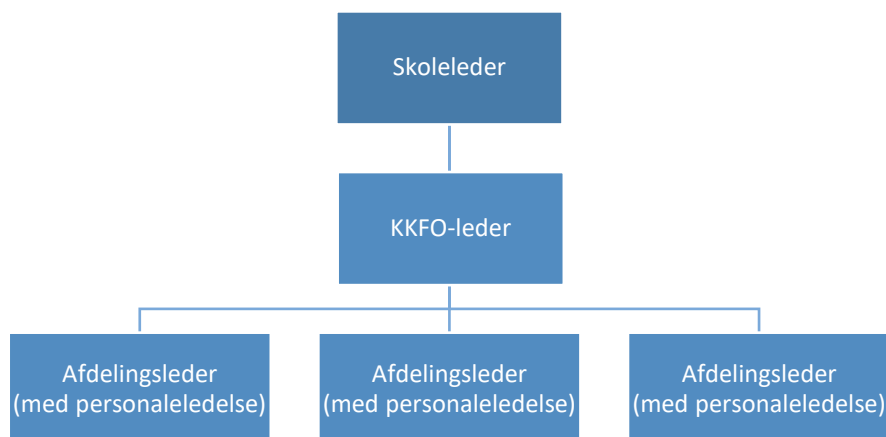 Skoleleder
KKFO-leder
Afdelingsleder
(med personaleledelse)
Afdelingsleder
(med personaleledelse)
Afdelingsleder
(med personaleledelse)